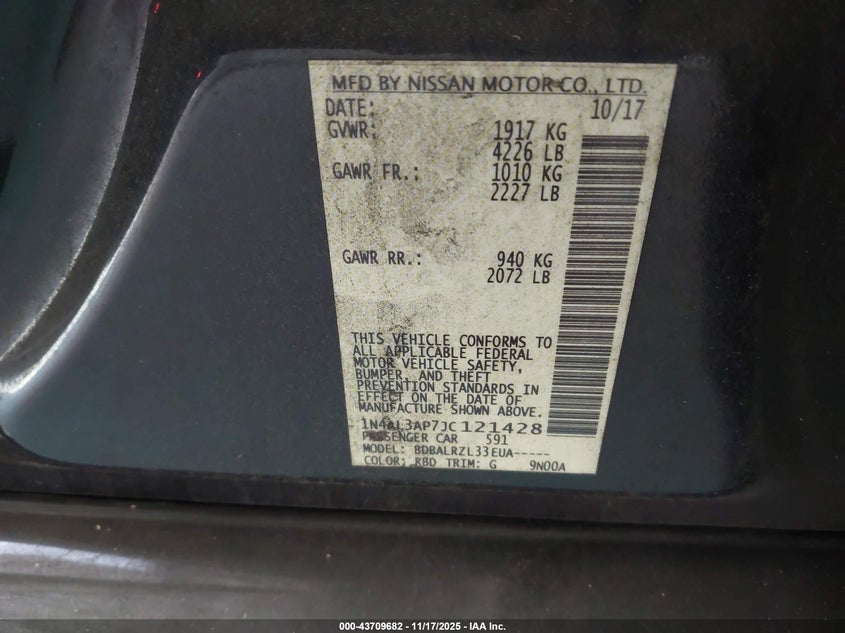 MFD BY NISSAN MOTOR CO., LTD.
DATE: 10/17
GVWR: 1917 KG
4226 LB
GAWR FR.: 1010 KG
2227 LB
GAWR RR.: 940 KG
2072 LB
THIS VEHICLE CONFORMS TO
ALL APPLICABLE FEDERAL
MOTOR VEHICLE SAFETY,
BUMPER, AND THEFT
PREVENTION STANDARDS IN
EFFECT ON THE DATE OF
MANUFACTURE SHOWN ABOVE.
1N4AL3AP7JC121428
PASSENGER CAR 591
MODEL: BDBALRZL33EUA-----
COLOR: RBD TRIM: G 9N00A
000-43709682 - 11/17/2025 - IAA Inc.